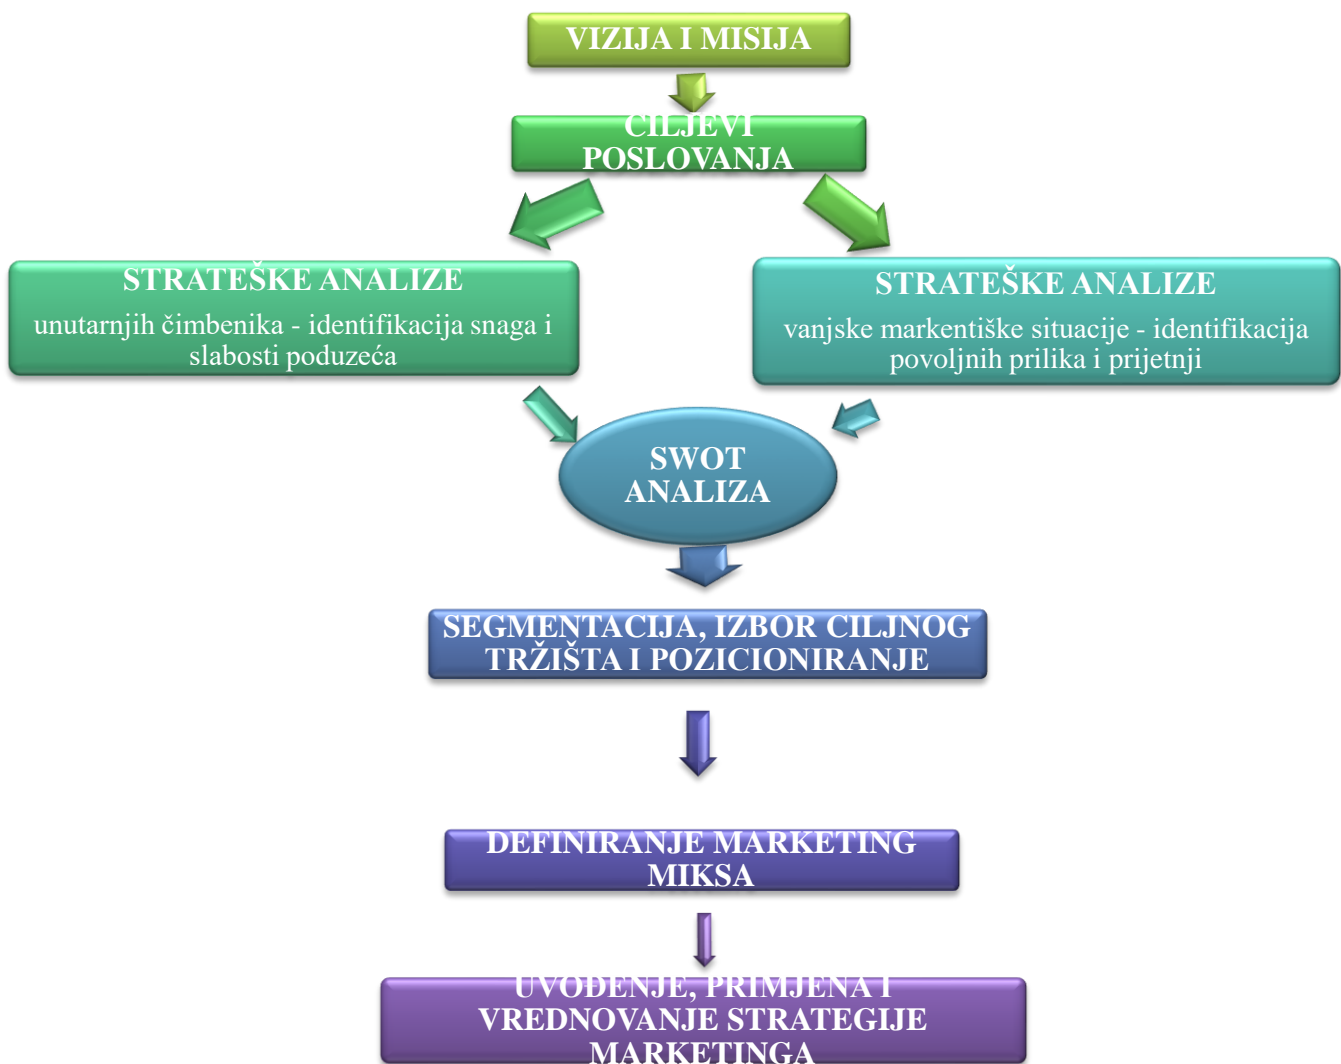 VIZIJA I MISIJA
CILJEVI
POSLOVANJA
STRATEŠKE ANALIZE
unutarnjih čimbenika - identifikacija snaga i
slabosti poduzeća
STRATEŠKE ANALIZE
vanjske markentiške situacije - identifikacija
povoljnih prilika i prijetnji
SWOT
ANALIZA
SEGMENTACIJA, IZBOR CILJNOG
TRŽIŠTA I POZICIONIRANJE
DEFINIRANJE MARKETING
MIKSA
UVOĐENJE, PRIMJENA I
VREDNOVANJE STRATEGIJE
MARKETINGA